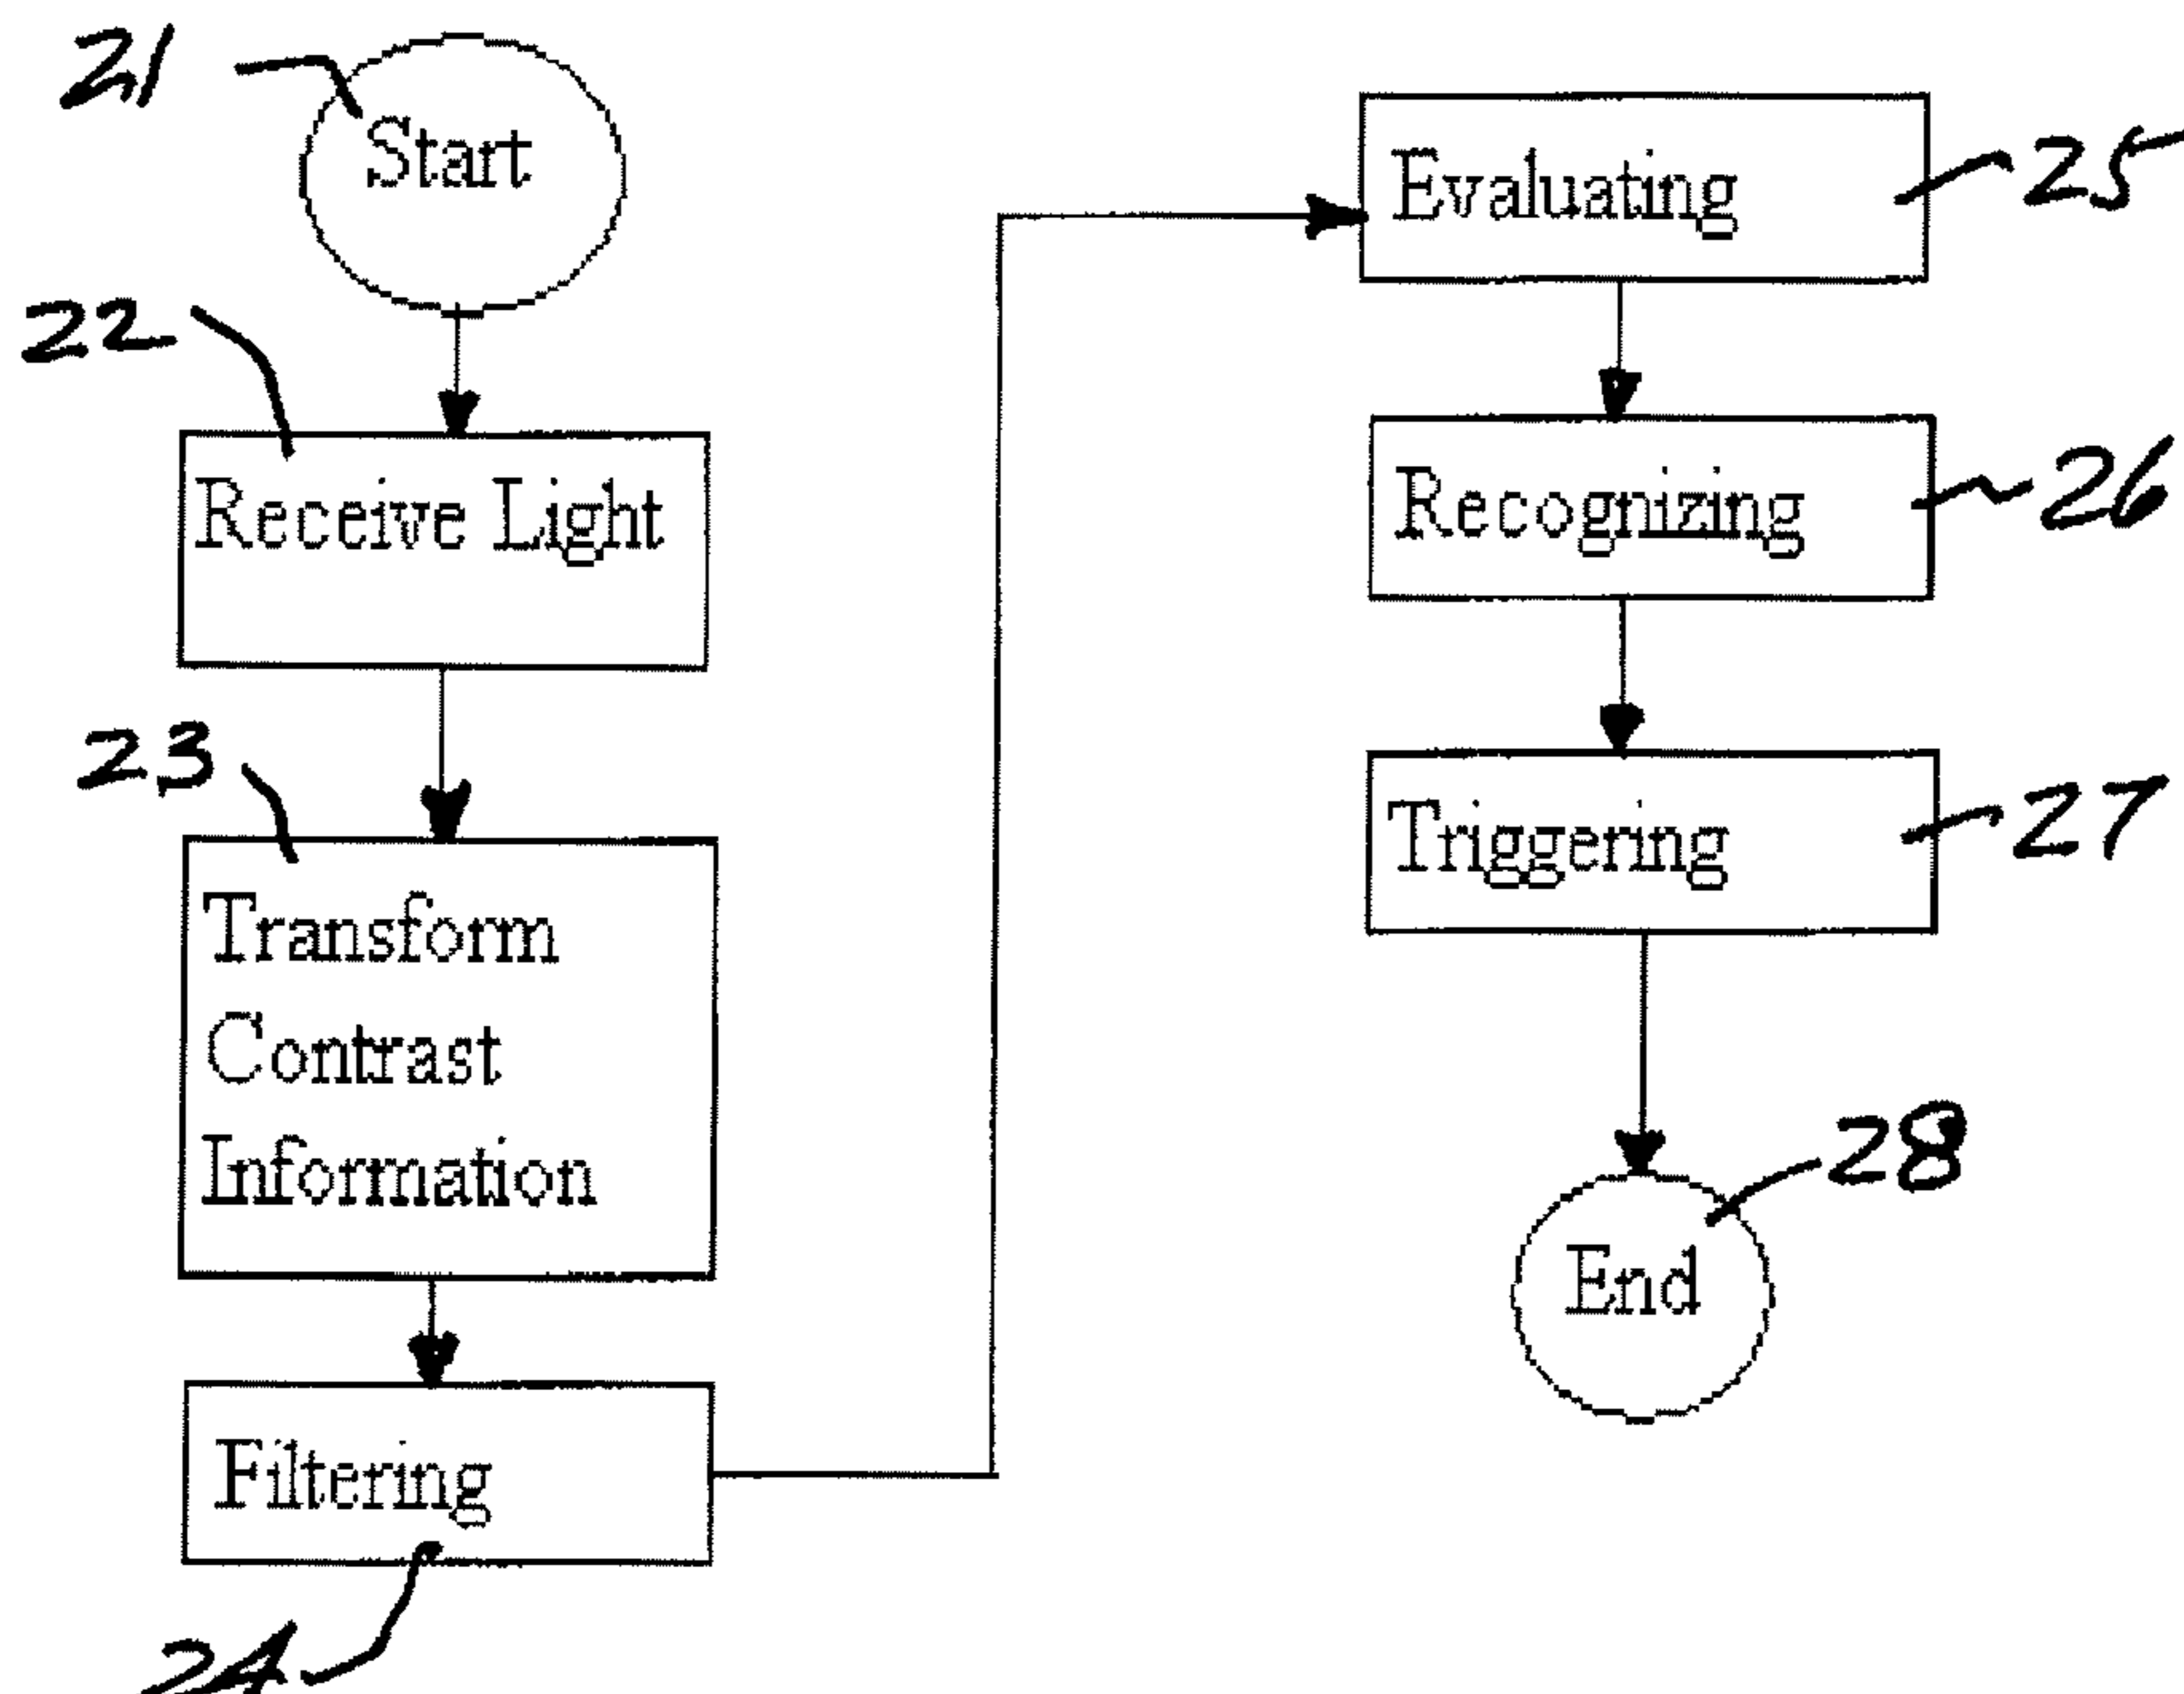 21
Start
22
Receive Light
23
Transform
Contrast
Information
Filtering
24
Evaluating
25
Recognizing
26
Triggering
27
28
End